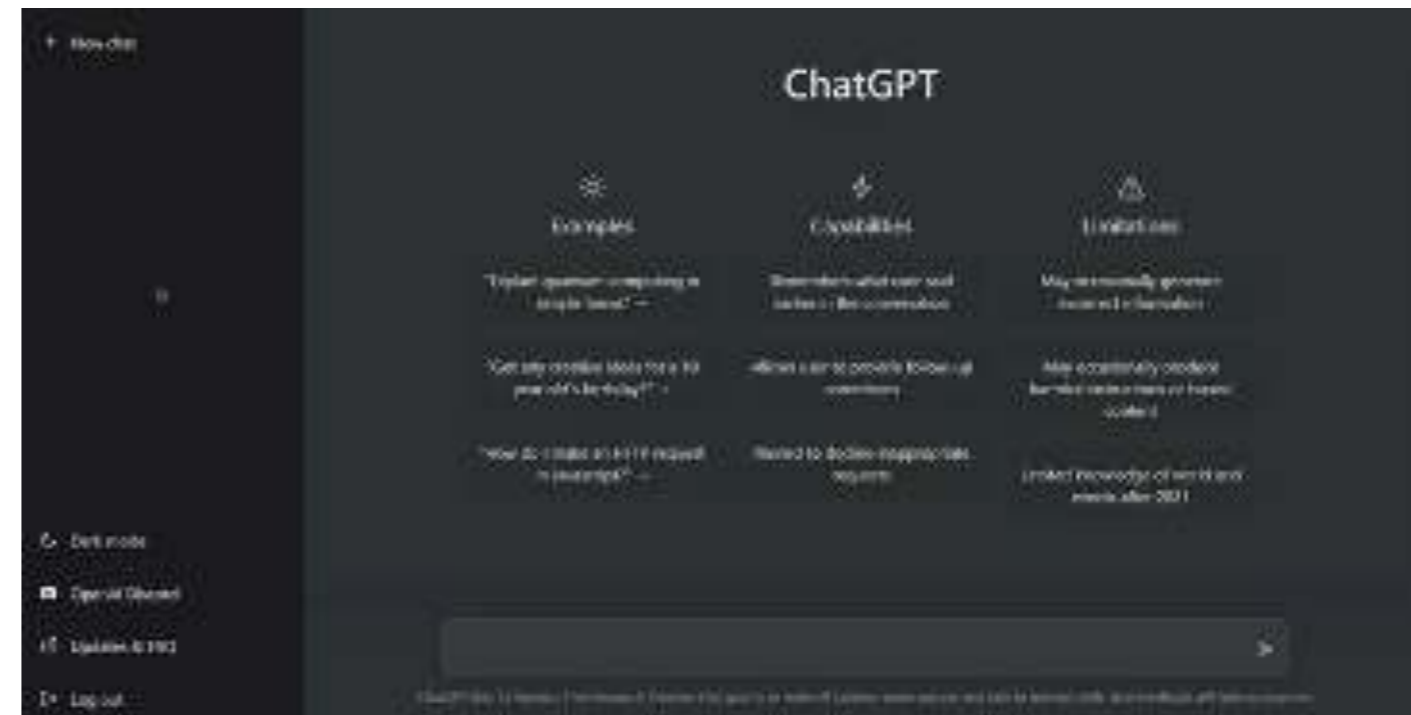 + New chat
ChatGPT
Examples
Capabilities
Limitations
"Explain quantum computing in
simple terms" →
Remembers what user said
earlier in the conversation
May occasionally generate
incorrect information
"Got any creative ideas for a 10
year old's birthday?" →
Allows user to provide follow-up
corrections
May occasionally produce
harmful instructions or biased
content
"How do I make an HTTP request
in Javascript?" →
Trained to decline inappropriate
requests
Limited knowledge of world and
events after 2021
Dark mode
OpenAI Discord
Updates & FAQ
Log out